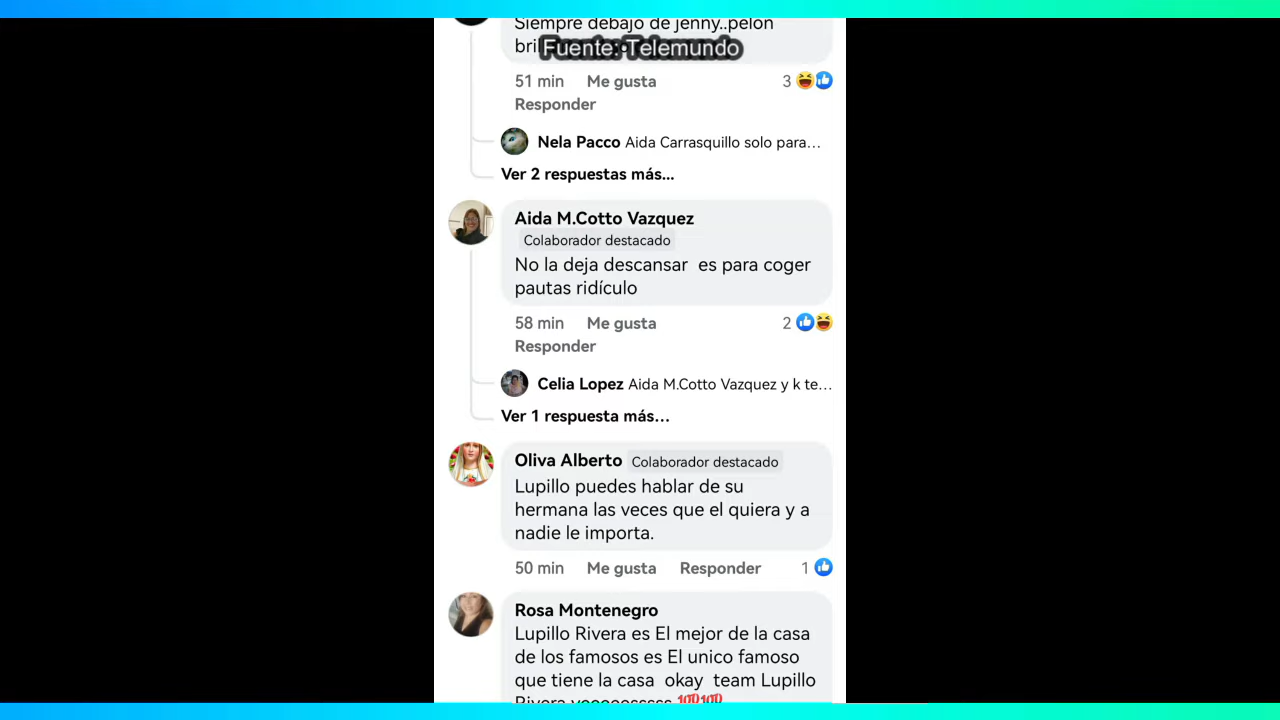 Siempre debajo de jenny..pelón
Fuente: Telemundo
51 min Me gusta 3
Responder
Nela Pacco Aida Carrasquillo solo para...
Ver 2 respuestas más...
Aida M.Cotto Vazquez
Colaborador destacado
No la deja descansar es para coger
pautas ridículo
58 min Me gusta 2
Responder
Celia Lopez Aida M.Cotto Vazquez y k te...
Ver 1 respuesta más...
Oliva Alberto Colaborador destacado
Lupillo puedes hablar de su
hermana las veces que el quiera y a
nadie le importa.
50 min Me gusta Responder 1
Rosa Montenegro
Lupillo Rivera es El mejor de la casa
de los famosos es El unico famoso
que tiene la casa okay team Lupillo
Rivera 💯💯